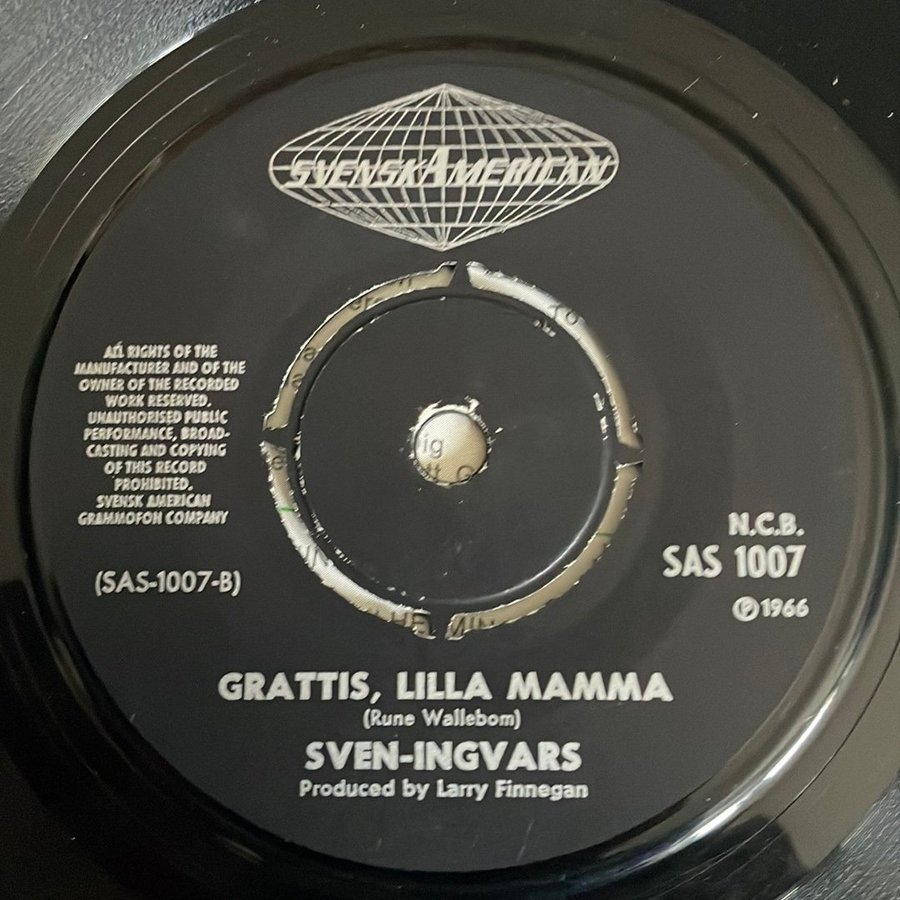 SVENSKAMERICAN
ALL RIGHTS OF THE
MANUFACTURER AND OF THE
OWNER OF THE RECORDED
WORK RESERVED.
UNAUTHORISED PUBLIC
PERFORMANCE, BROAD-
CASTING AND COPYING
OF THIS RECORD
PROHIBITED.
SVENSK AMERICAN
GRAMMOFON COMPANY
(SAS-1007-B)
N.C.B.
SAS 1007
℗ 1966
ig
GRATTIS, LILLA MAMMA
(Rune Wallebom)
SVEN-INGVARS
Produced by Larry Finnegan